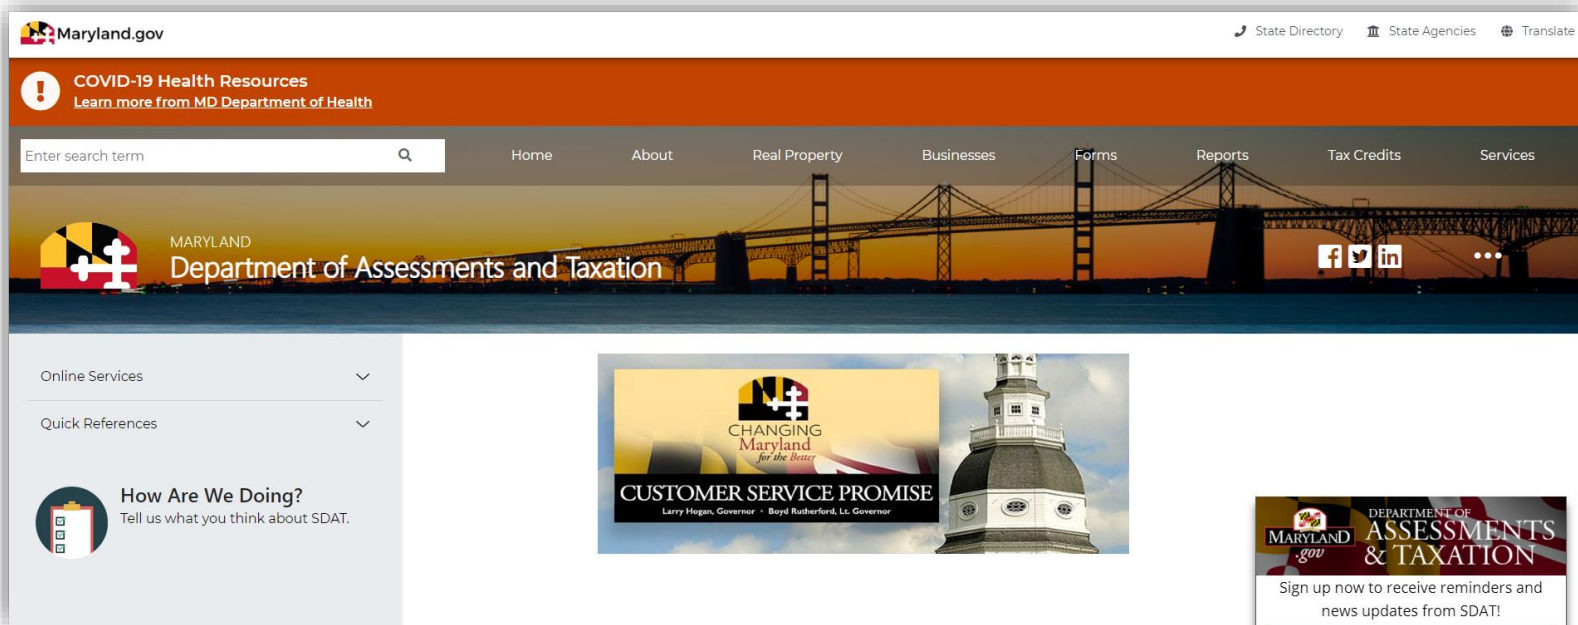 Maryland.gov
State Directory
State Agencies
Translate
COVID-19 Health Resources
Learn more from MD Department of Health
Enter search term
Home
About
Real Property
Businesses
Forms
Reports
Tax Credits
Services
MARYLAND
Department of Assessments and Taxation
Online Services
Quick References
How Are We Doing?
Tell us what you think about SDAT.
CHANGING
Maryland
for the Better
CUSTOMER SERVICE PROMISE
Larry Hogan, Governor • Boyd Rutherford, Lt. Governor
MARYLAND
.gov
DEPARTMENT OF
ASSESSMENTS
& TAXATION
Sign up now to receive reminders and
news updates from SDAT!